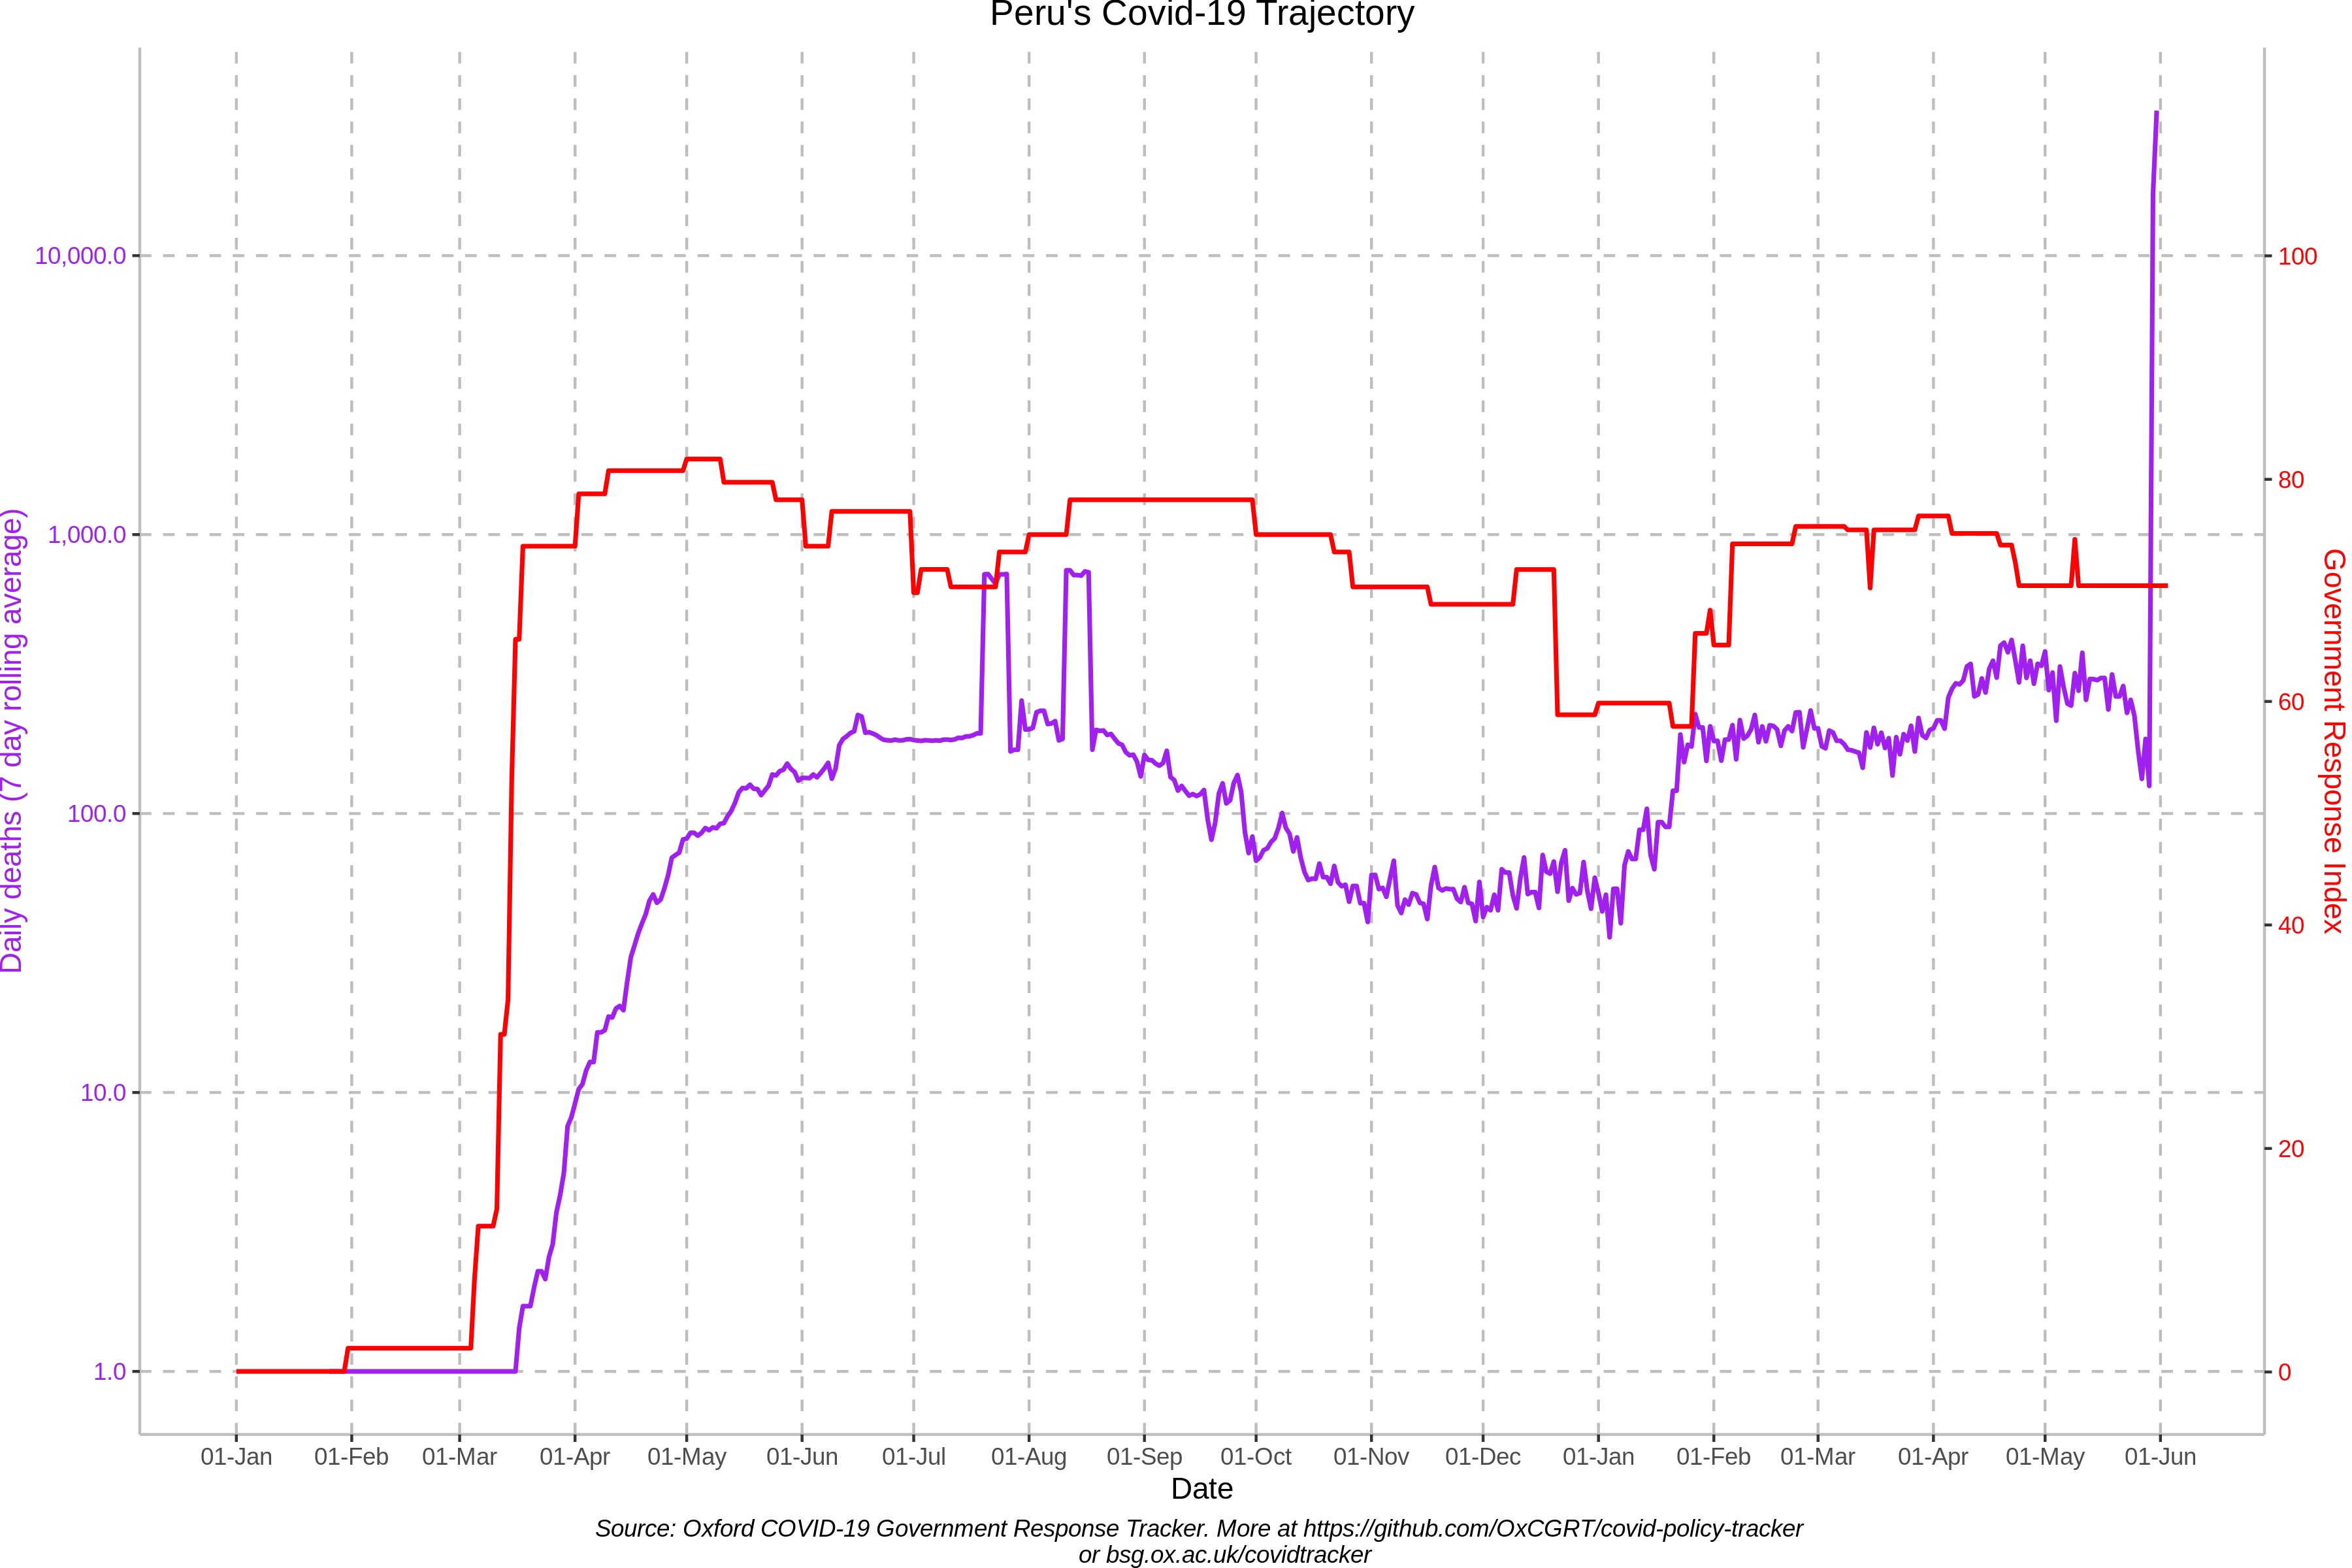 Peru's Covid-19 Trajectory
Daily deaths (7 day rolling average)
10,000.0
1,000.0
100.0
10.0
1.0
100
80
60
40
20
0
Government Response Index
01-Jan 01-Feb 01-Mar 01-Apr 01-May 01-Jun 01-Jul 01-Aug 01-Sep 01-Oct 01-Nov 01-Dec 01-Jan 01-Feb 01-Mar 01-Apr 01-May 01-Jun
Date
Source: Oxford COVID-19 Government Response Tracker. More at https://github.com/OxCGRT/covid-policy-tracker
or bsg.ox.ac.uk/covidtracker